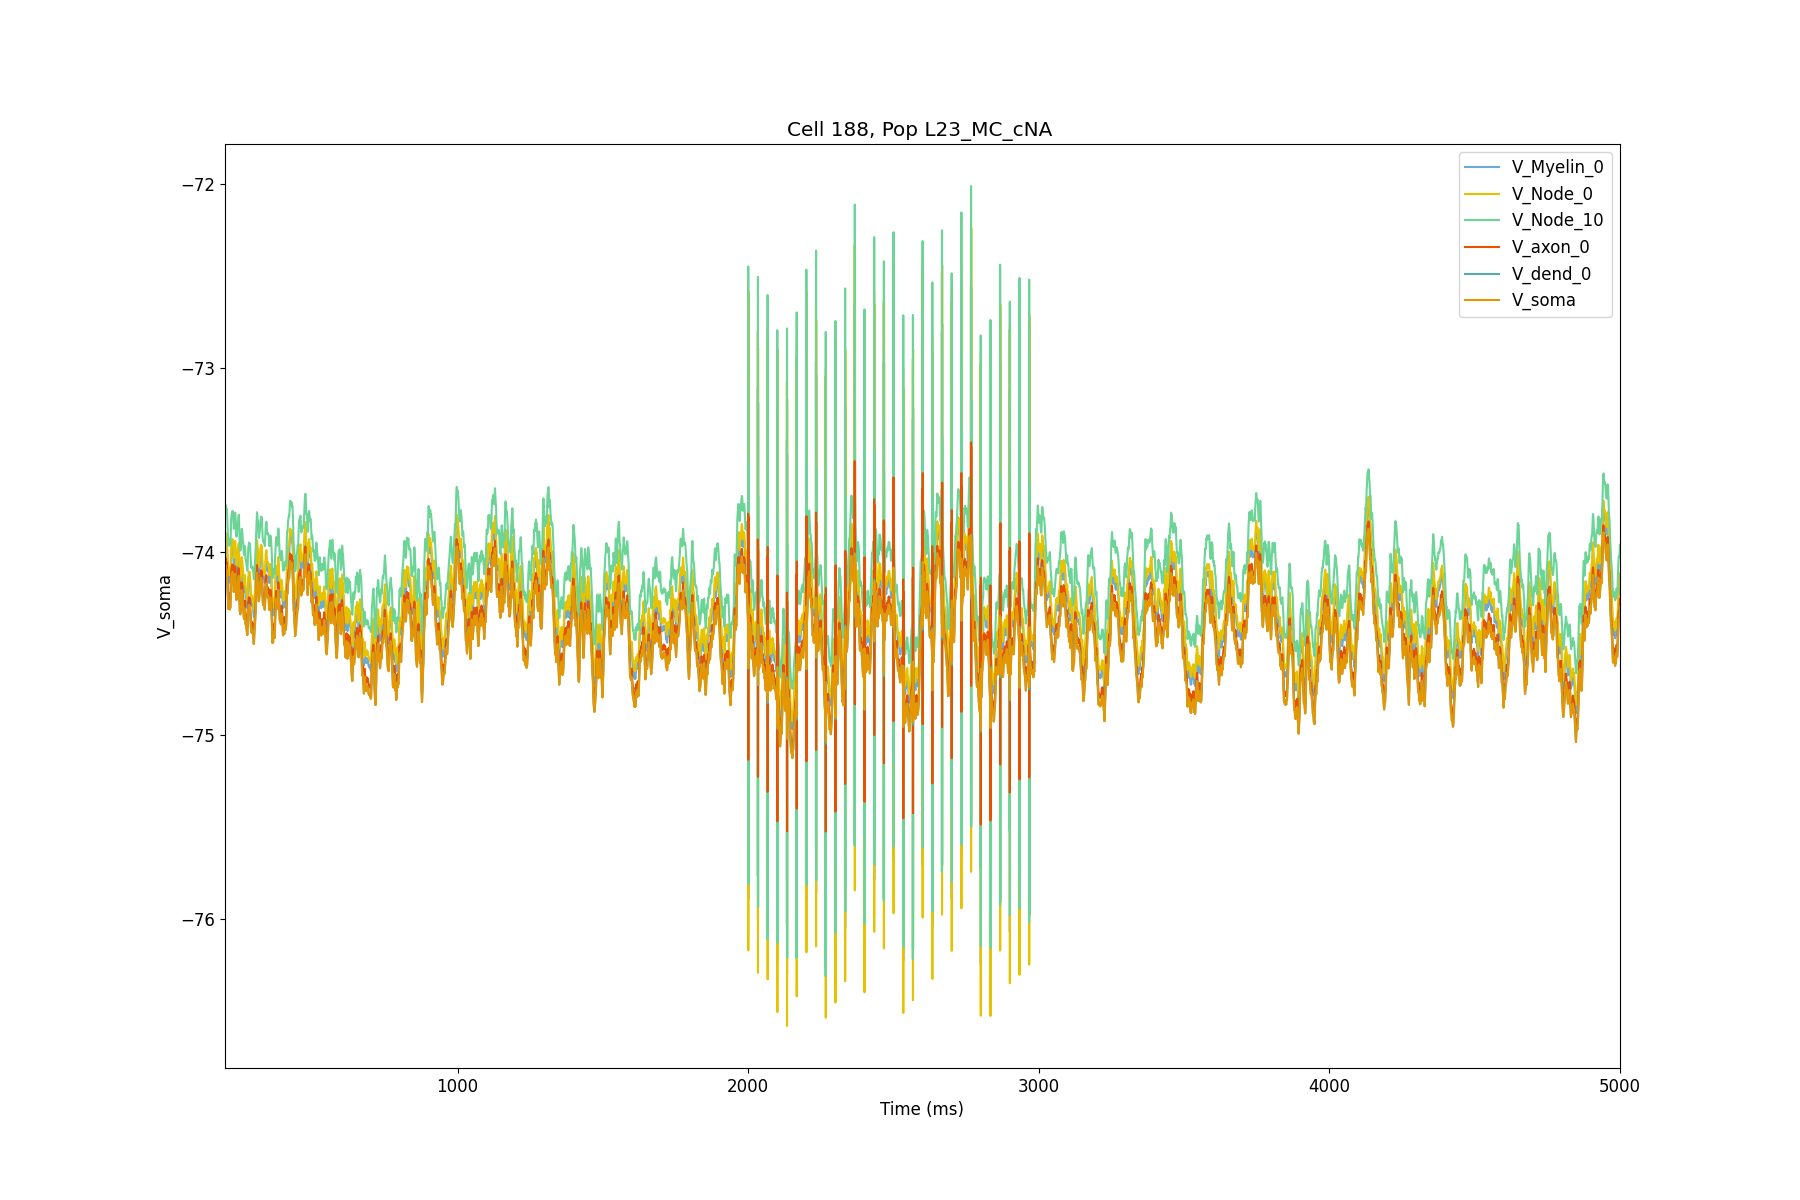 Cell 188, Pop L23_MC_cNA
V_Myelin_0
V_Node_0
V_Node_10
V_axon_0
V_dend_0
V_soma
−72
−73
−74
−75
−76
V_soma
1000
2000
3000
4000
5000
Time (ms)